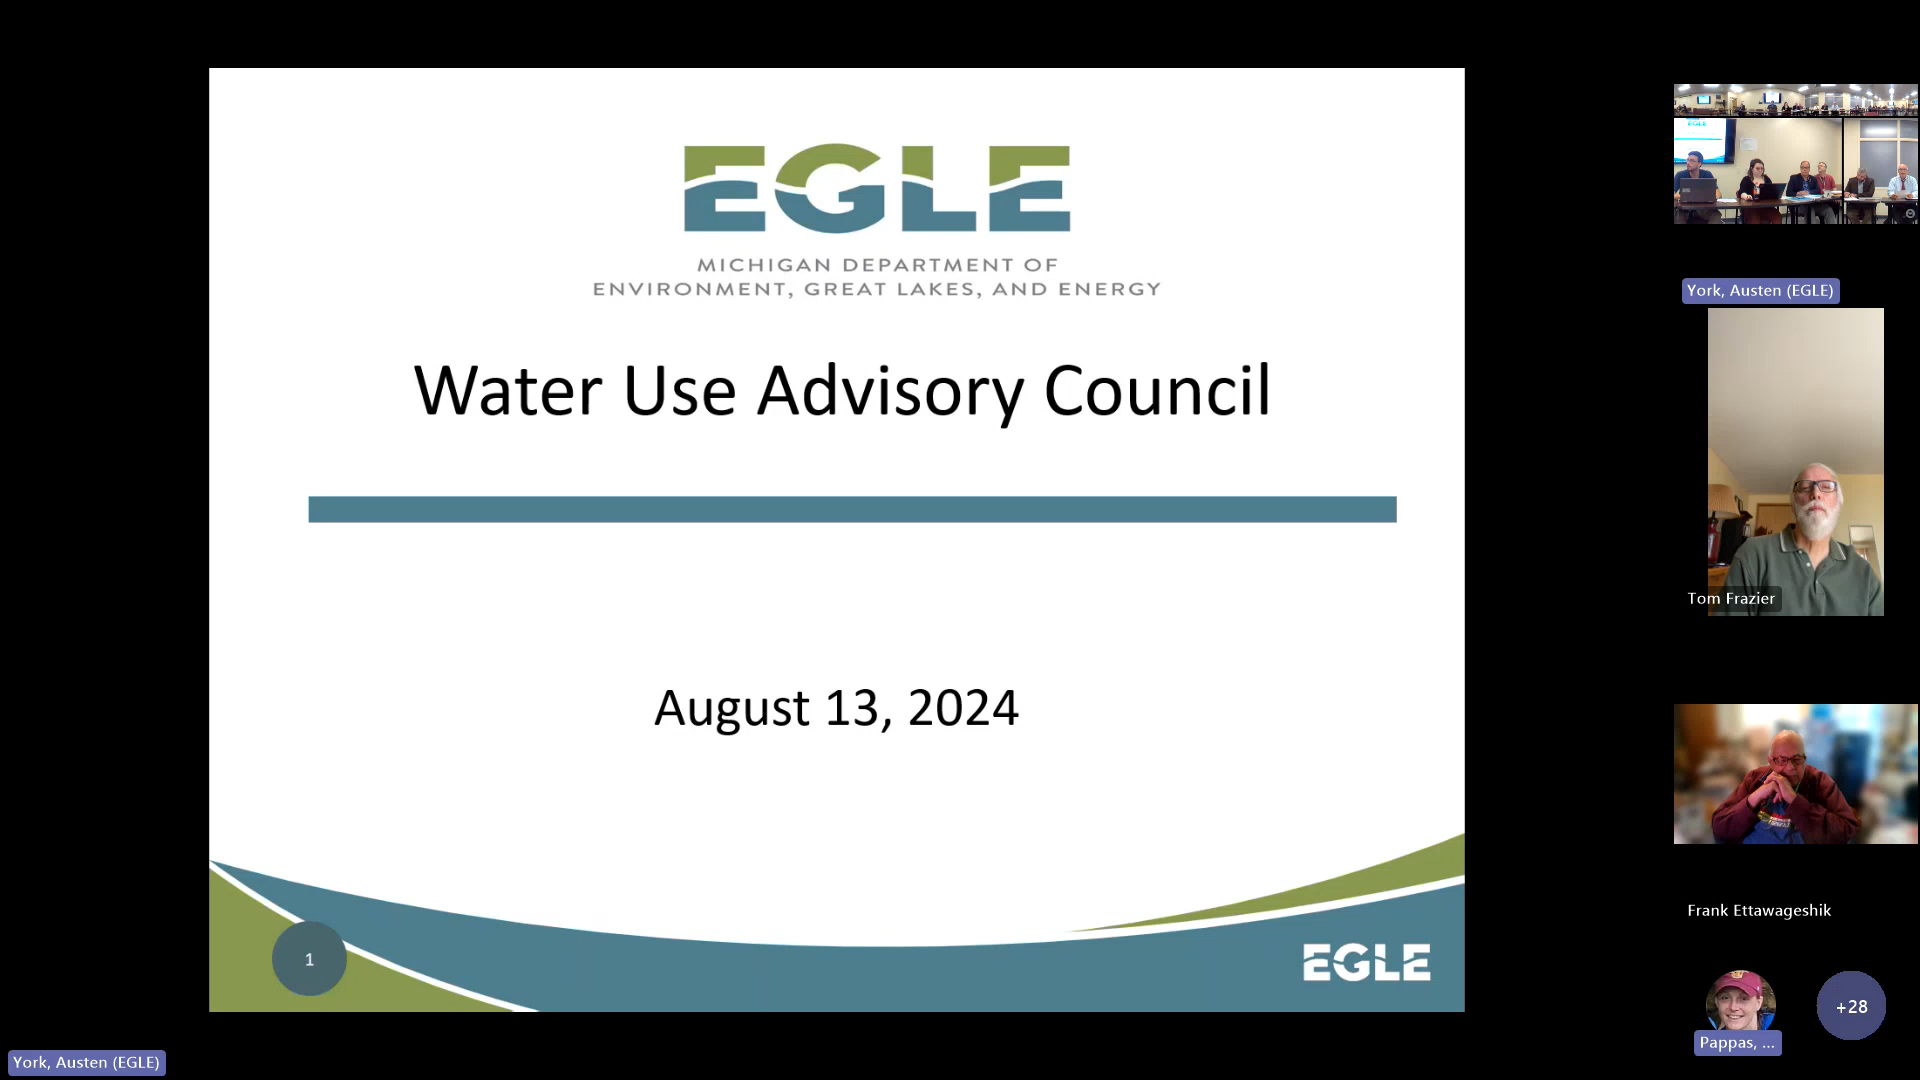 EGLE
MICHIGAN DEPARTMENT OF
ENVIRONMENT, GREAT LAKES, AND ENERGY
Water Use Advisory Council
August 13, 2024
1
EGLE
York, Austen (EGLE)
York, Austen (EGLE)
Tom Frazier
Frank Ettawageshik
Pappas, ...
+28